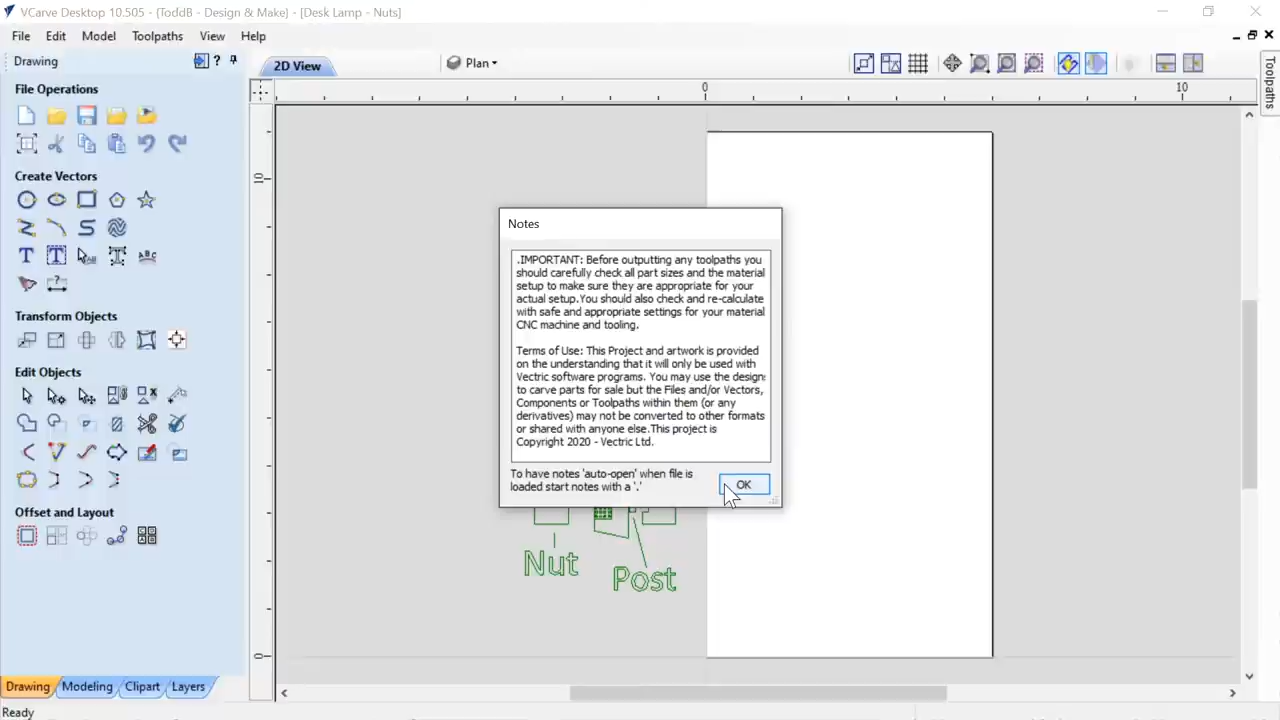 VCarve Desktop 10.505 - {ToddB - Design & Make} - [Desk Lamp - Nuts]
File Edit Model Toolpaths View Help
Drawing
2D View
Plan
Toolpaths
File Operations
0
10
10
Create Vectors
Notes
.IMPORTANT: Before outputting any toolpaths you
should carefully check all part sizes and the material
setup to make sure they are appropriate for your
actual setup.You should also check and re-calculate
with safe and appropriate settings for your material
CNC machine and tooling.
Terms of Use: This Project and artwork is provided
on the understanding that it will only be used with
Vectric software programs. You may use the design
to carve parts for sale but the Files and/or Vectors,
Components or Toolpaths within them (or any
derivatives) may not be converted to other formats
or shared with anyone else.This project is
Copyright 2020 - Vectric Ltd.
To have notes 'auto-open' when file is
loaded start notes with a '.'
OK
Transform Objects
Edit Objects
Offset and Layout
Nut
Post
0
Drawing Modeling Clipart Layers
Ready